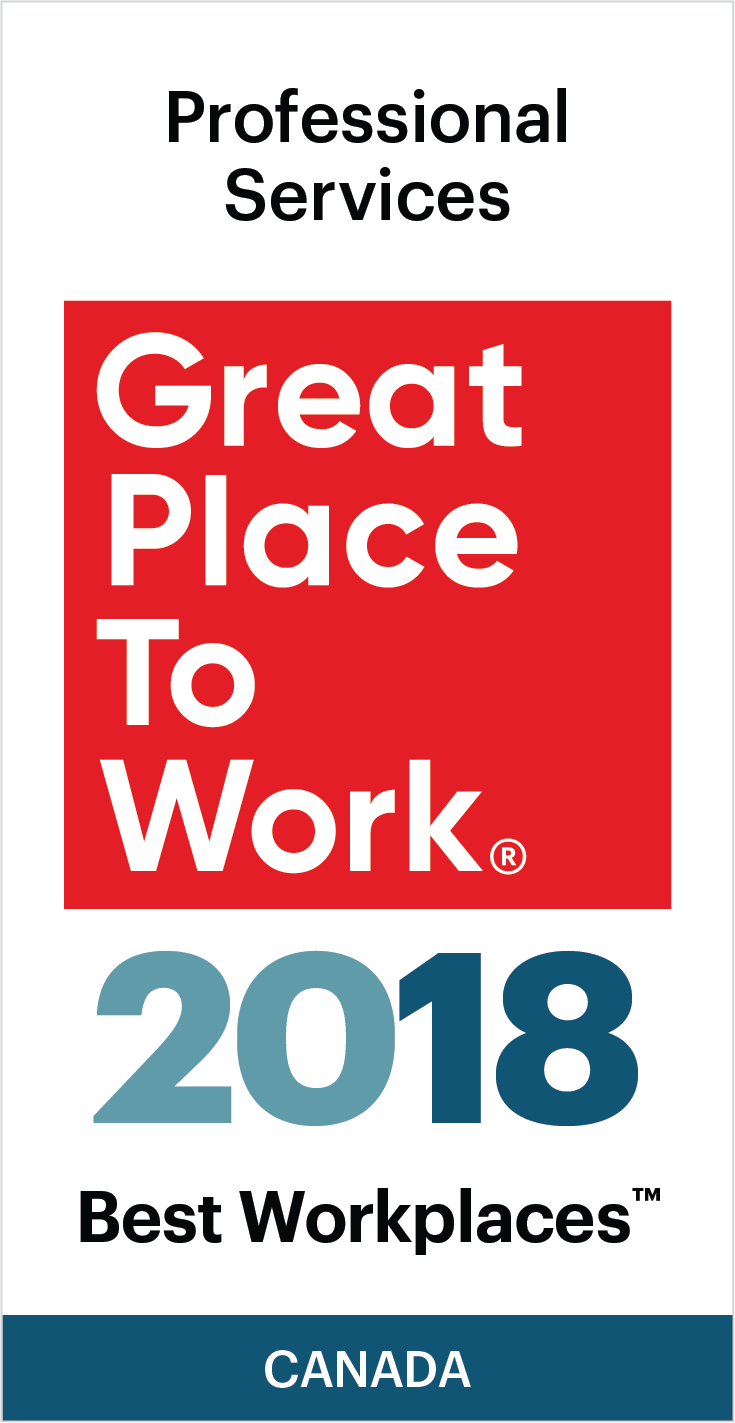 Professional
Services
Great
Place
To
Work®
2018
Best Workplaces™
CANADA